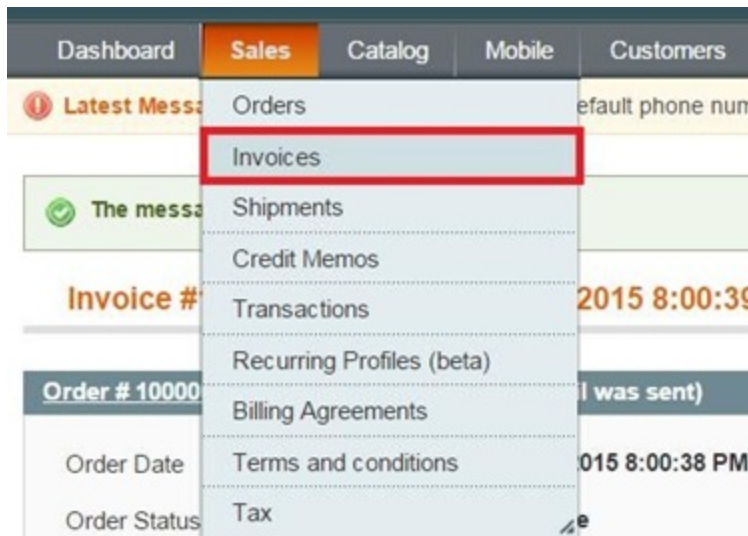 Dashboard Sales Catalog Mobile Customers
Latest Messa
Orders
efault phone num
Invoices
The messa
Shipments
Credit Memos
Invoice #
Transactions
2015 8:00:39
Recurring Profiles (beta)
Order # 10000
was sent)
Billing Agreements
Order Date
Terms and conditions
015 8:00:38 PM
Order Status
Tax
e